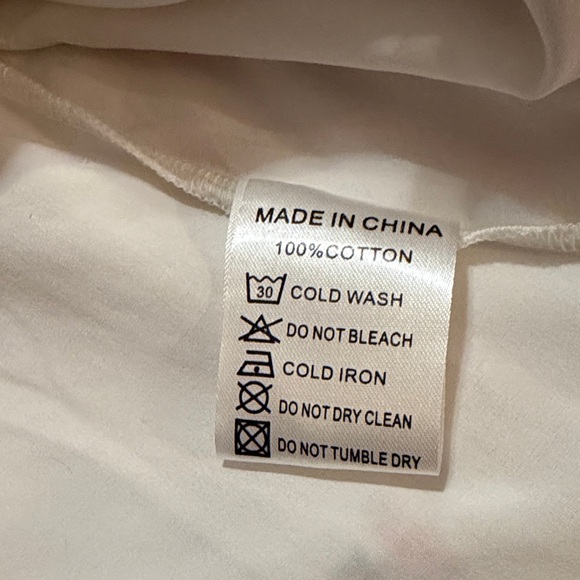 MADE IN CHINA
100%COTTON
30 COLD WASH
DO NOT BLEACH
COLD IRON
DO NOT DRY CLEAN
DO NOT TUMBLE DRY